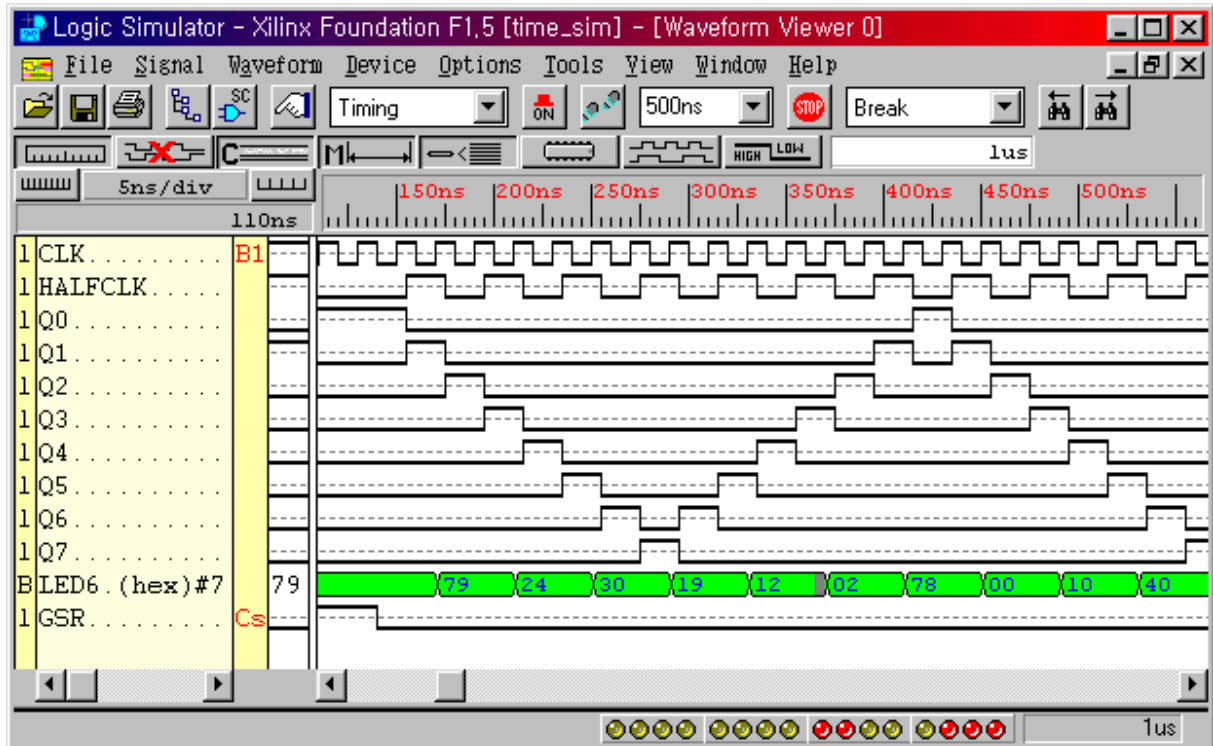 Logic Simulator - Xilinx Foundation F1,5 [time_sim] - [Waveform Viewer 0]
File Signal Waveform Device Options Tools View Window Help
SC Timing ON 500ns STOP Break
C M HIGH LOW 1us
5ns/div 150ns 200ns 250ns 300ns 350ns 400ns 450ns 500ns
110ns
1 CLK.......... B1
1 HALFCLK.....
1 Q0..........
1 Q1..........
1 Q2..........
1 Q3..........
1 Q4..........
1 Q5..........
1 Q6..........
1 Q7..........
B LED6.(hex)#7 79 79 24 30 19 12 02 78 00 10 40
1 GSR.......... Cs
1us